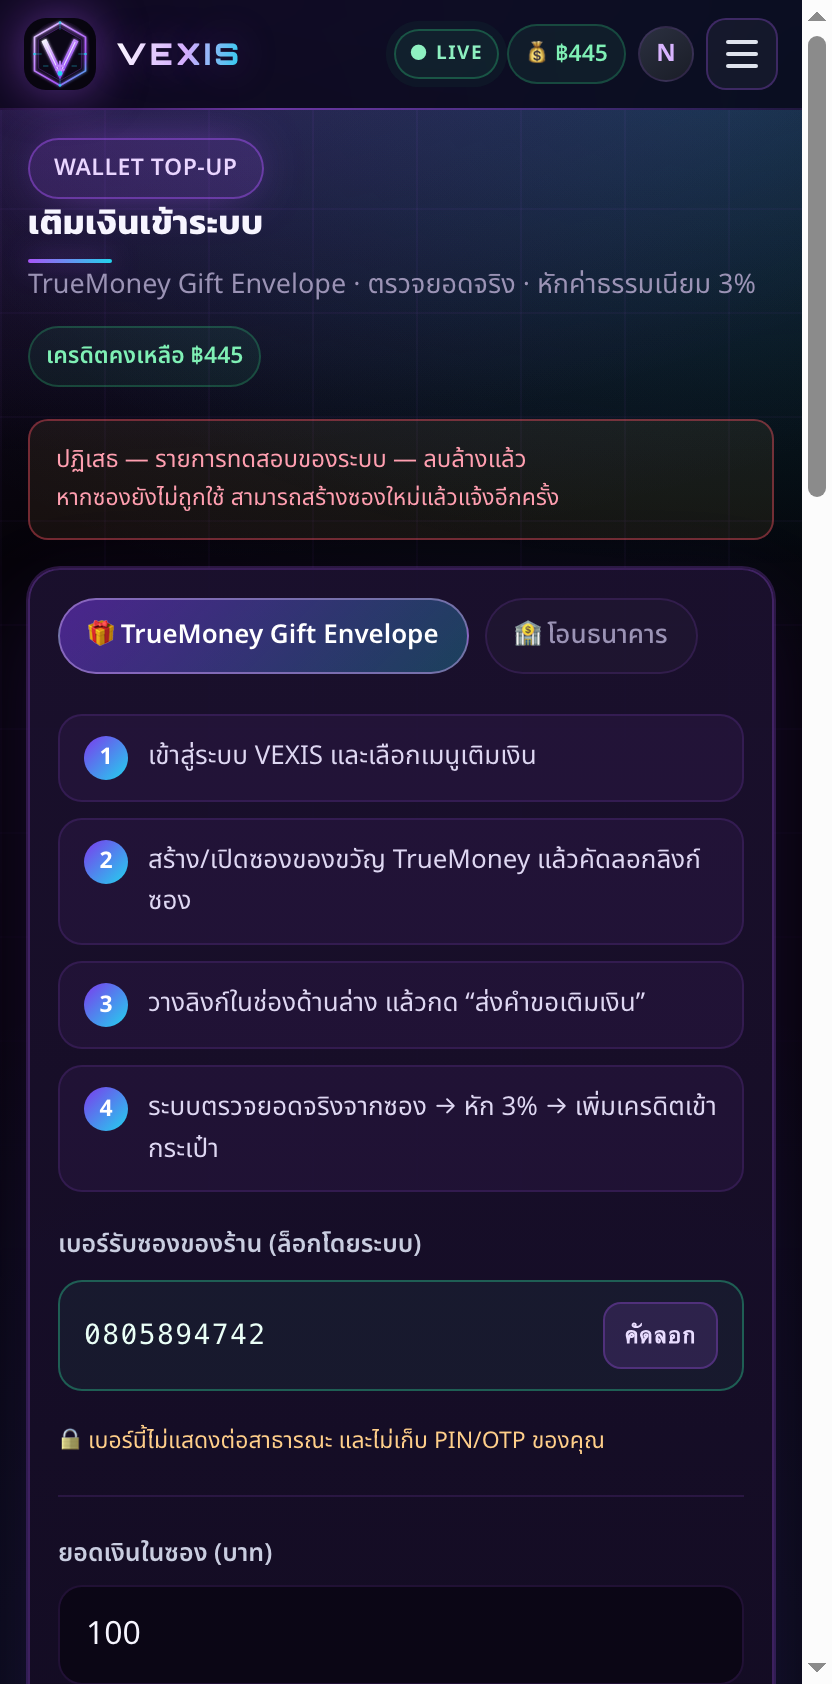 VEXIS
LIVE
฿445
N
WALLET TOP-UP
เติมเงินเข้าระบบ
TrueMoney Gift Envelope · ตรวจยอดจริง · หักค่าธรรมเนียม 3%
เครดิตคงเหลือ ฿445
ปฏิเสธ — รายการทดสอบของระบบ — ลบล้างแล้ว
หากซองยังไม่ถูกใช้ สามารถสร้างซองใหม่แล้วแจ้งอีกครั้ง
TrueMoney Gift Envelope
โอนธนาคาร
1 เข้าสู่ระบบ VEXIS และเลือกเมนูเติมเงิน
2 สร้าง/เปิดซองของขวัญ TrueMoney แล้วคัดลอกลิงก์
ซอง
3 วางลิงก์ในช่องด้านล่าง แล้วกด “ส่งคำขอเติมเงิน”
4 ระบบตรวจยอดจริงจากซอง → หัก 3% → เพิ่มเครดิตเข้า
กระเป๋า
เบอร์รับซองของร้าน (ล็อกโดยระบบ)
0805894742
คัดลอก
เบอร์นี้ไม่แสดงต่อสาธารณะ และไม่เก็บ PIN/OTP ของคุณ
ยอดเงินในซอง (บาท)
100